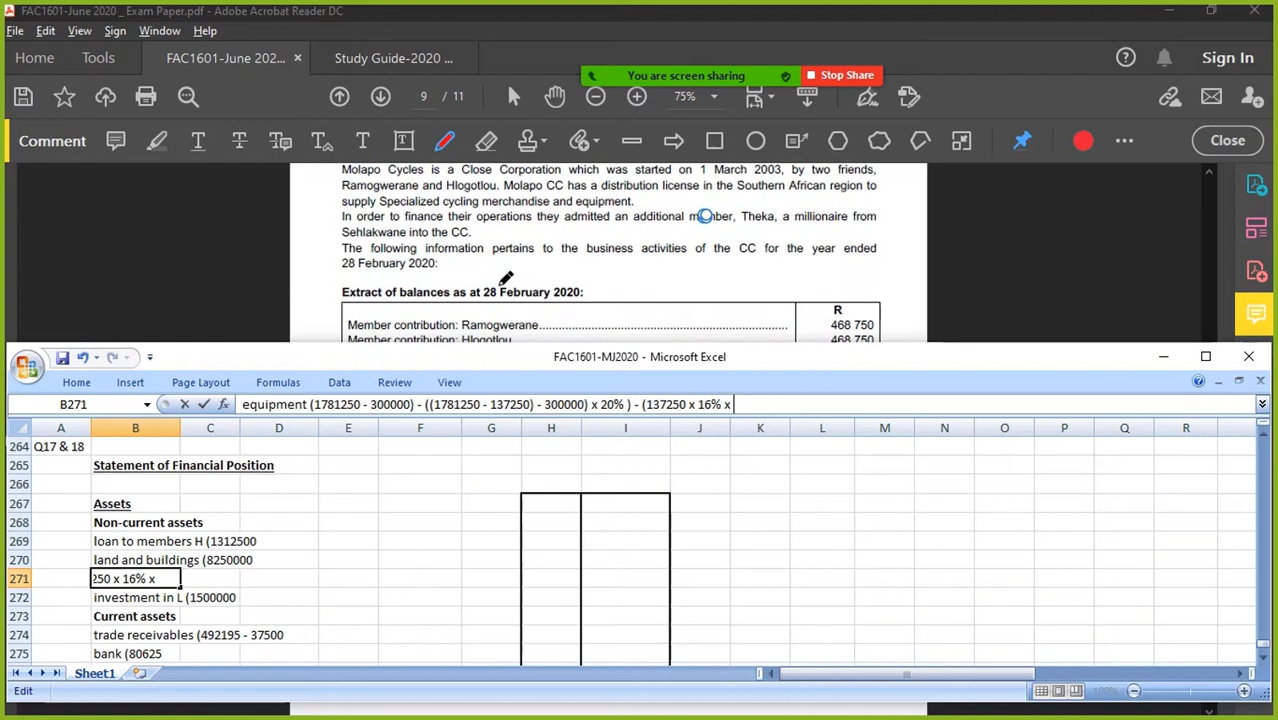 FAC1601-June 2020 _ Exam Paper.pdf - Adobe Acrobat Reader DC
File Edit View Sign Window Help
Home Tools FAC1601-June 202... × Study Guide-2020 ... Sign In
You are screen sharing Stop Share
9 / 11 75%
Comment Close
Molapo Cycles is a Close Corporation which was started on 1 March 2003, by two friends,
Ramogwerane and Hlogotlou. Molapo CC has a distribution license in the Southern African region to
supply Specialized cycling merchandise and equipment.
In order to finance their operations they admitted an additional member, Theka, a millionaire from
Sehlakwane into the CC.
The following information pertains to the business activities of the CC for the year ended
28 February 2020:
Extract of balances as at 28 February 2020:
R
Member contribution: Ramogwerane 468 750
Member contribution: Hlogotlou 468 750
FAC1601-MJ2020 - Microsoft Excel
Home Insert Page Layout Formulas Data Review View
B271 fx equipment (1781250 - 300000) - ((1781250 - 137250) - 300000) x 20% ) - (137250 x 16% x
A B C D E F G H I J K L M N O P Q R
264 Q17 & 18
265 Statement of Financial Position
266
267 Assets
268 Non-current assets
269 loan to members H (1312500
270 land and buildings (8250000
271 250 x 16% x
272 investment in L (1500000
273 Current assets
274 trade receivables (492195 - 37500
275 bank (80625
Sheet1
Edit 100%